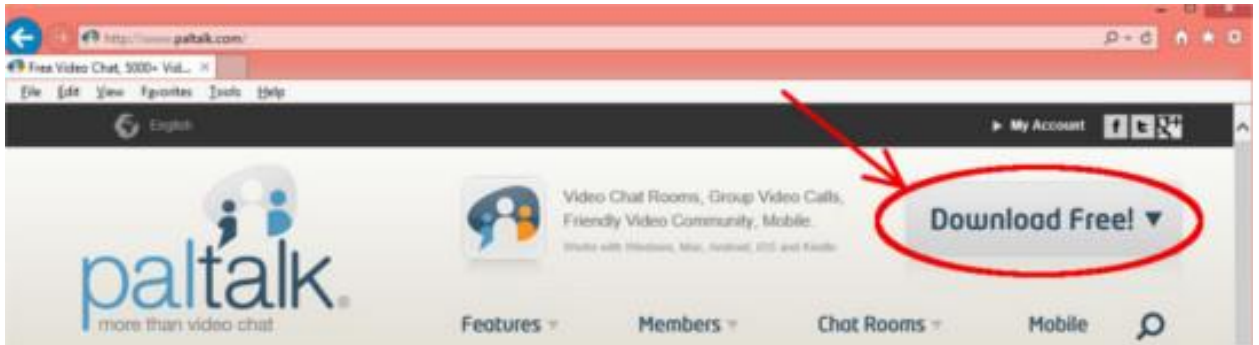 http://www.paltalk.com/
Free Video Chat, 5000+ Vid...
File Edit View Favorites Tools Help
English
My Account
Video Chat Rooms, Group Video Calls,
Friendly Video Community, Mobile.
Works with Windows, Mac, Android, iOS and Kindle
Download Free!
paltalk
more than video chat
Features Members Chat Rooms Mobile